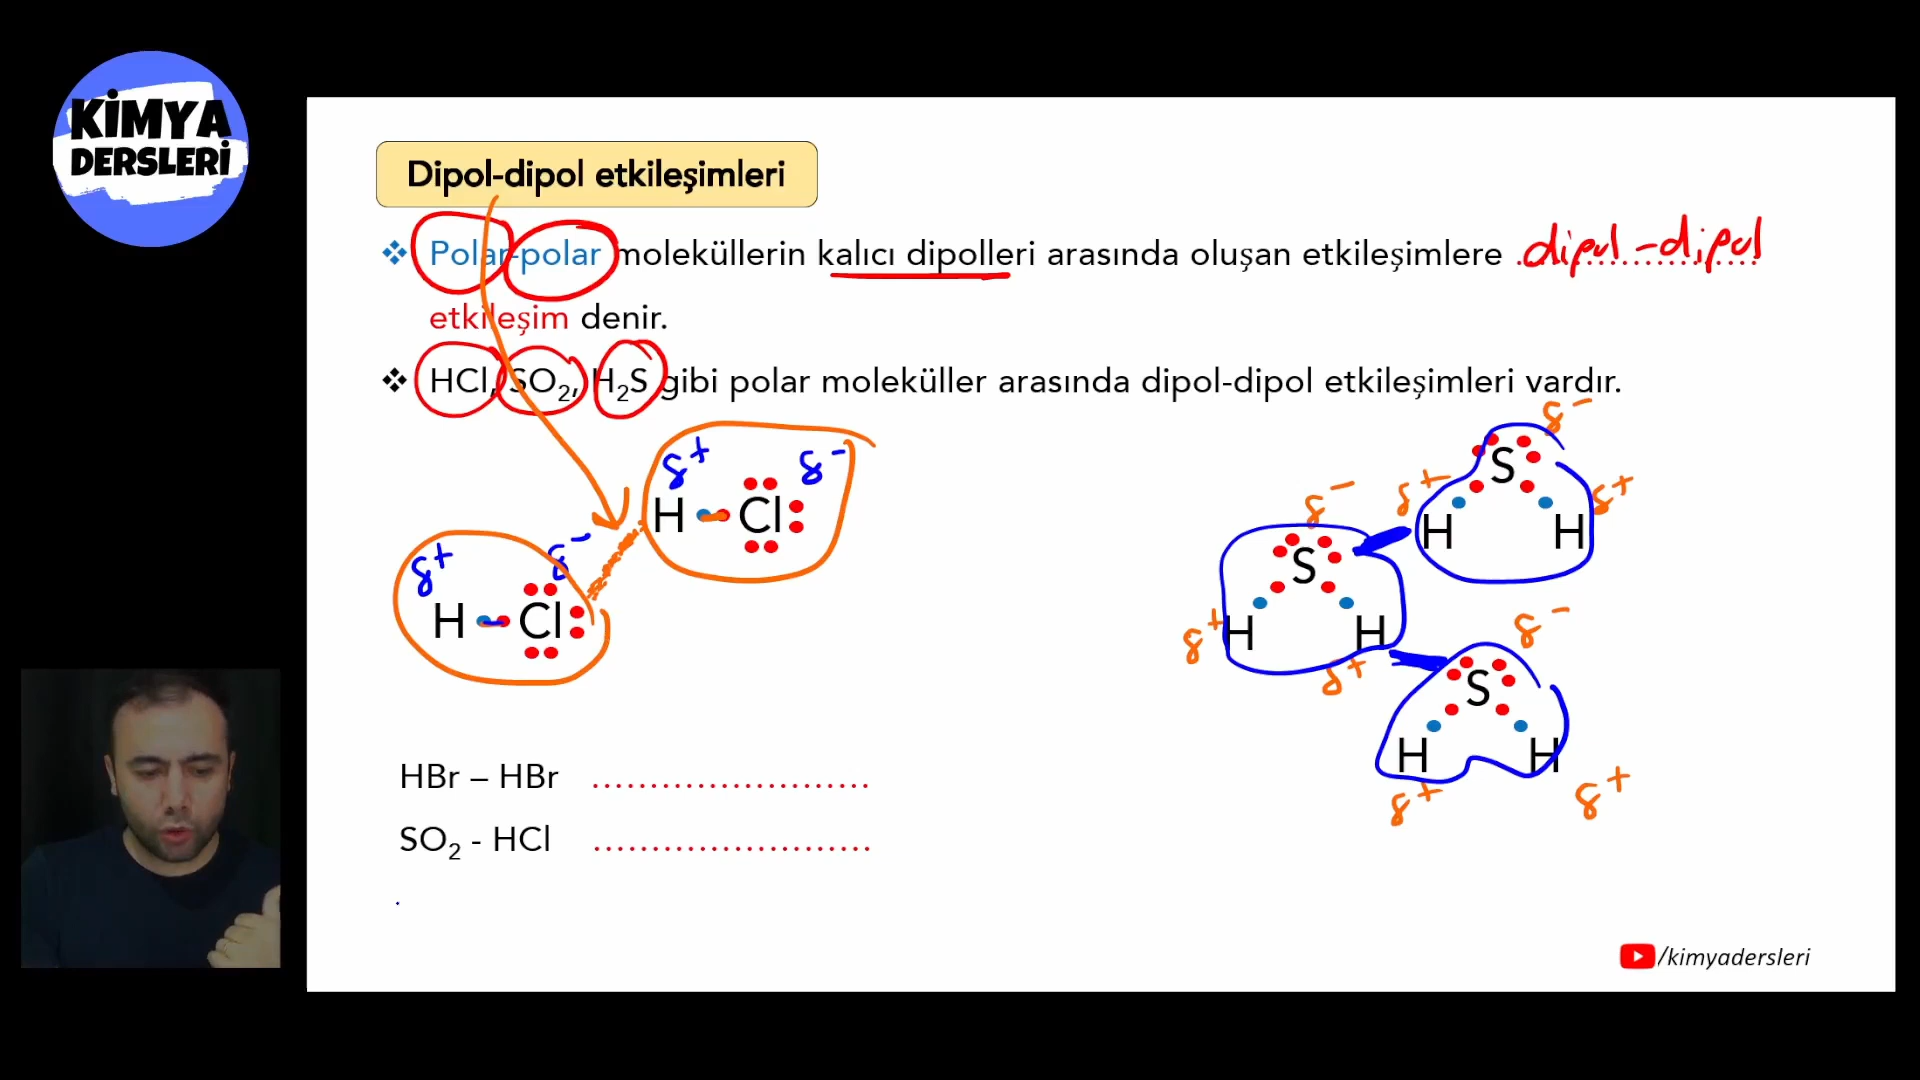 KİMYA
DERSLERİ
Dipol-dipol etkileşimleri
❖ Polar-polar moleküllerin kalıcı dipolleri arasında oluşan etkileşimlere dipol - dipol
etkileşim denir.
❖ HCl, SO₂, H₂S gibi polar moleküller arasında dipol-dipol etkileşimleri vardır.
δ+ δ-
H Cl
δ+ δ-
H Cl
δ-
S
δ+ δ+
H H
δ-
S
δ+ H H δ+
δ-
S
H H
δ+ δ+
HBr – HBr ........................
SO₂ - HCl ........................
/kimyadersleri